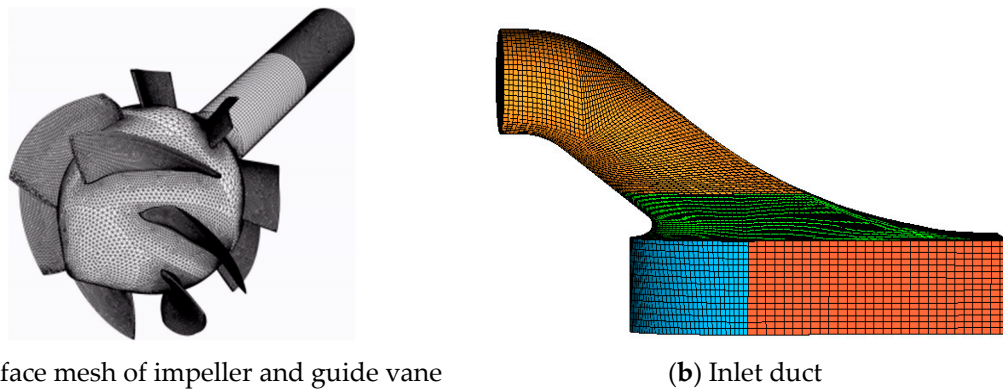 face mesh of impeller and guide vane
(b) Inlet duct